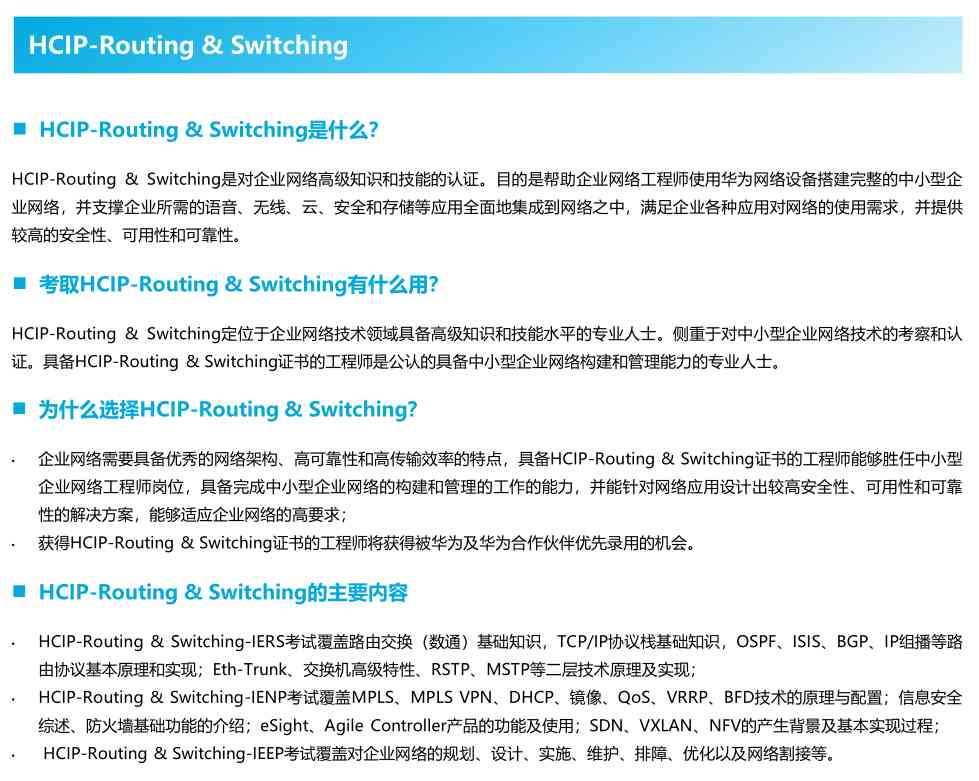 HCIP-Routing & Switching
■ HCIP-Routing & Switching是什么?
HCIP-Routing & Switching是对企业网络高级知识和技能的认证。目的是帮助企业网络工程师使用华为网络设备搭建完整的中小型企
业网络，并支撑企业所需的语音、无线、云、安全和存储等应用全面地集成到网络之中，满足企业各种应用对网络的使用需求，并提供
较高的安全性、可用性和可靠性。
■ 考取HCIP-Routing & Switching有什么用?
HCIP-Routing & Switching定位于企业网络技术领域具备高级知识和技能水平的专业人士。侧重于对中小型企业网络技术的考察和认
证。具备HCIP-Routing & Switching证书的工程师是公认的具备中小型企业网络构建和管理能力的专业人士。
■ 为什么选择HCIP-Routing & Switching?
· 企业网络需要具备优秀的网络架构、高可靠性和高传输效率的特点，具备HCIP-Routing & Switching证书的工程师能够胜任中小型
企业网络工程师岗位，具备完成中小型企业网络的构建和管理的工作的能力，并能针对网络应用设计出较高安全性、可用性和可靠
性的解决方案，能够适应企业网络的高要求；
· 获得HCIP-Routing & Switching证书的工程师将获得被华为及华为合作伙伴优先录用的机会。
■ HCIP-Routing & Switching的主要内容
· HCIP-Routing & Switching-IERS考试覆盖路由交换（数通）基础知识，TCP/IP协议栈基础知识，OSPF、ISIS、BGP、IP组播等路
由协议基本原理和实现；Eth-Trunk、交换机高级特性、RSTP、MSTP等二层技术原理及实现；
· HCIP-Routing & Switching-IENP考试覆盖MPLS、MPLS VPN、DHCP、镜像、QoS、VRRP、BFD技术的原理与配置；信息安全
综述、防火墙基础功能的介绍；eSight、Agile Controller产品的功能及使用；SDN、VXLAN、NFV的产生背景及基本实现过程；
· HCIP-Routing & Switching-IEEP考试覆盖对企业网络的规划、设计、实施、维护、排障、优化以及网络割接等。